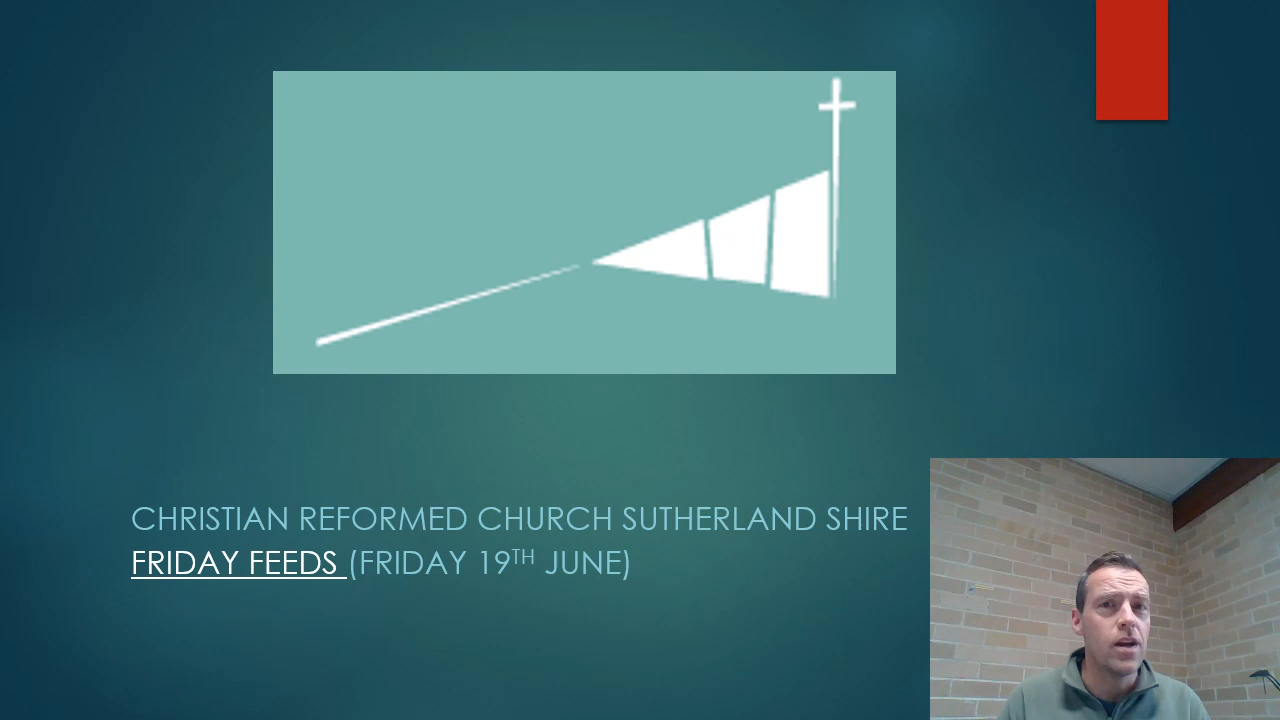 CHRISTIAN REFORMED CHURCH SUTHERLAND SHIRE
FRIDAY FEEDS (FRIDAY 19TH JUNE)